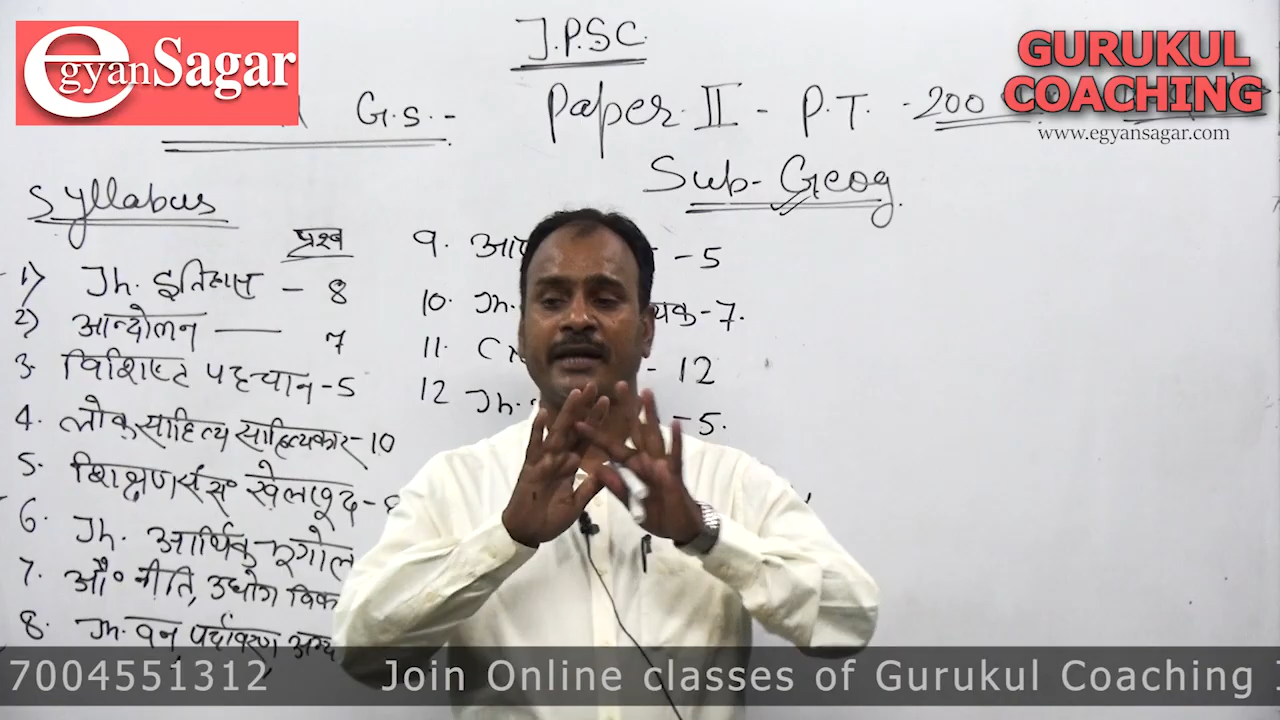 egyanSagar
GURUKUL
COACHING
www.egyansagar.com
J.P.S.C.
G.S. - Paper-II - P.T. - 200
Sub- Geog.
Syllabus
प्रश्न
1) Jh. इतिहास - 8
2) आन्दोलन - 7
3. विशिष्ट पहचान - 5
4. लोक साहित्य साहित्यकार - 10
5. शिक्षण सं॰ खेलकूद -
6. Jh. आर्थिक भूगोल
7. औ॰ नीति, उद्योग विक
8. Jh. वन, पर्यावरण,
9. - 5
10. Jh. - 7.
11. - 12
12 Jh. - 5.
7004551312 Join Online classes of Gurukul Coaching